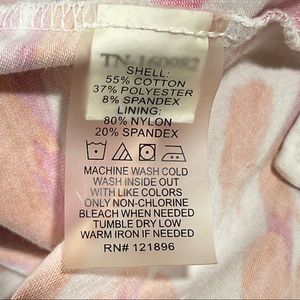 SHELL:
55% COTTON
37% POLYESTER
8% SPANDEX
LINING:
80% NYLON
20% SPANDEX
MACHINE WASH COLD
WASH INSIDE OUT
WITH LIKE COLORS
ONLY NON-CHLORINE
BLEACH WHEN NEEDED
TUMBLE DRY LOW
WARM IRON IF NEEDED
RN# 121896